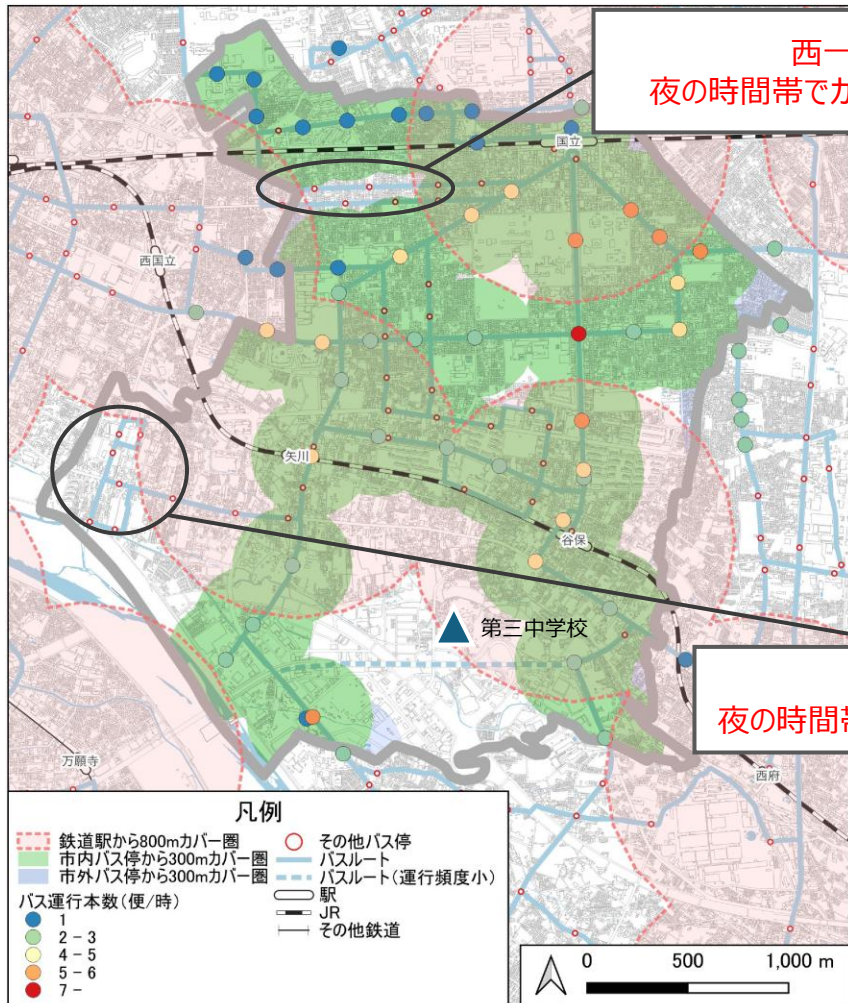 西一
夜の時間帯でカ
国立
西国立
矢川
谷保
第三中学校
夜の時間帯
万願寺
西府
凡例
鉄道駅から800mカバー圏
市内バス停から300mカバー圏
市外バス停から300mカバー圏
バス運行本数(便/時)
1
2 - 3
4 - 5
5 - 6
7 -
その他バス停
バスルート
バスルート(運行頻度小)
駅
JR
その他鉄道
0 500 1,000 m